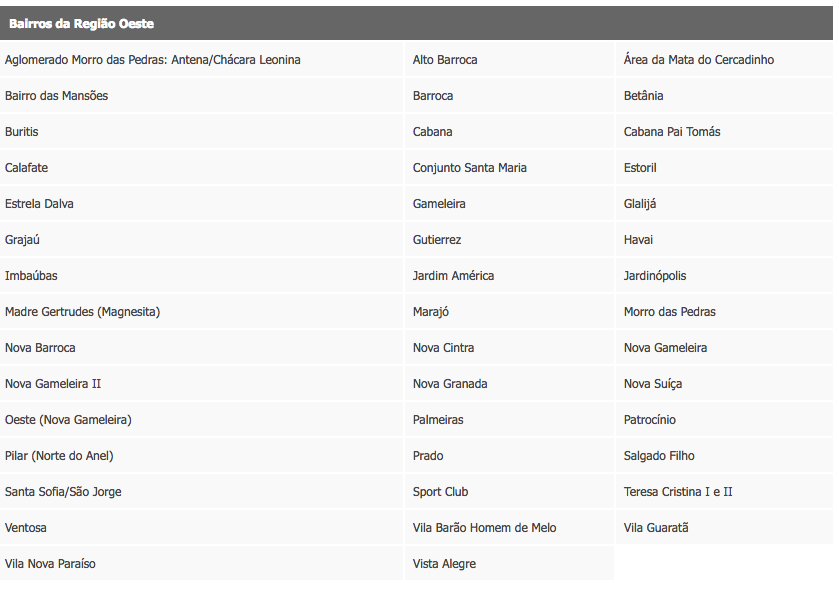 Bairros da Região Oeste
Aglomerado Morro das Pedras: Antena/Chácara Leonina Alto Barroca Área da Mata do Cercadinho
Bairro das Mansões Barroca Betânia
Buritis Cabana Cabana Pai Tomás
Calafate Conjunto Santa Maria Estoril
Estrela Dalva Gameleira Glalijá
Grajaú Gutierrez Havai
Imbaúbas Jardim América Jardinópolis
Madre Gertrudes (Magnesita) Marajó Morro das Pedras
Nova Barroca Nova Cintra Nova Gameleira
Nova Gameleira II Nova Granada Nova Suíça
Oeste (Nova Gameleira) Palmeiras Patrocínio
Pilar (Norte do Anel) Prado Salgado Filho
Santa Sofia/São Jorge Sport Club Teresa Cristina I e II
Ventosa Vila Barão Homem de Melo Vila Guaratã
Vila Nova Paraíso Vista Alegre